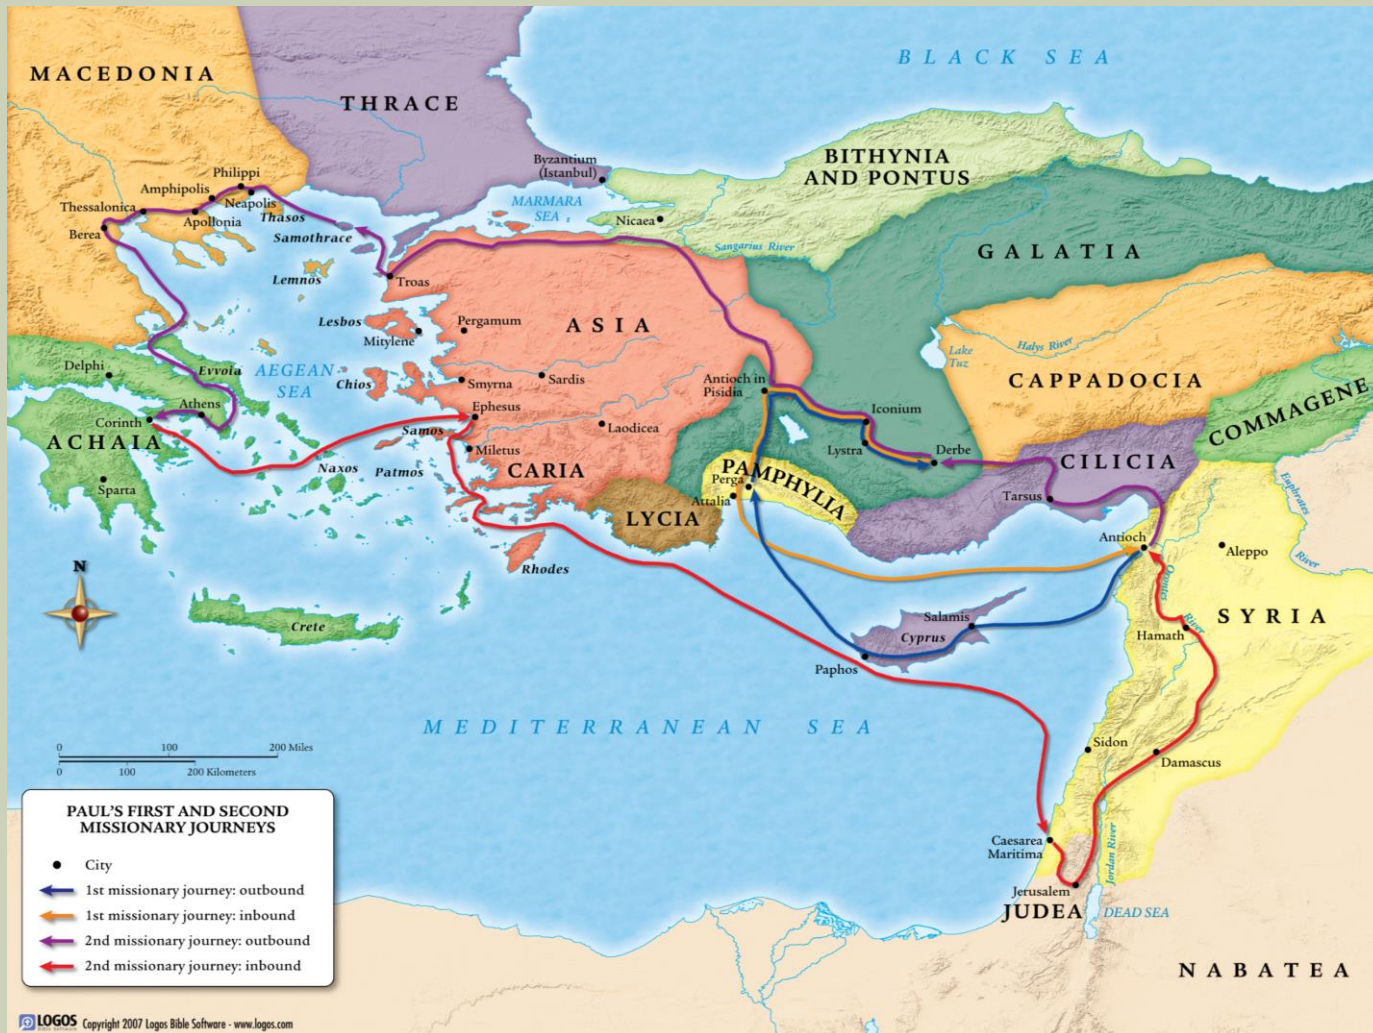 BLACK SEA
MACEDONIA
THRACE
Byzantium
(Istanbul)
BITHYNIA
AND PONTUS
Philippi
Amphipolis
Neapolis
Thessalonica
Apollonia
Thasos
Berea
Samothrace
MARMARA
SEA
Nicaea
Sangarius River
GALATIA
Lemnos
Troas
Lesbos
Mitylene
Pergamum
ASIA
Lake
Tuz
Halys River
Delphi
Evvoia
AEGEAN
SEA
Chios
Smyrna
Sardis
Antioch in
Pisidia
CAPPADOCIA
COMMAGENE
Athens
Corinth
ACHAIA
Ephesus
Samos
Miletus
Laodicea
Iconium
Lystra
Derbe
CILICIA
Naxos
Patmos
CARIA
PAMPHYLIA
Perga
Attalia
Tarsus
Euphrates
River
Sparta
LYCIA
Antioch
Aleppo
N
Rhodes
Orontes
River
SYRIA
Crete
Salamis
Cyprus
Hamath
Paphos
MEDITERRANEAN SEA
Sidon
Damascus
0 100 200 Miles
0 100 200 Kilometers
PAUL'S FIRST AND SECOND
MISSIONARY JOURNEYS
City
1st missionary journey: outbound
1st missionary journey: inbound
2nd missionary journey: outbound
2nd missionary journey: inbound
Caesarea
Maritima
Jordan River
Jerusalem
JUDEA
DEAD SEA
NABATEA
LOGOS
Bible Software
Copyright 2007 Logos Bible Software - www.logos.com